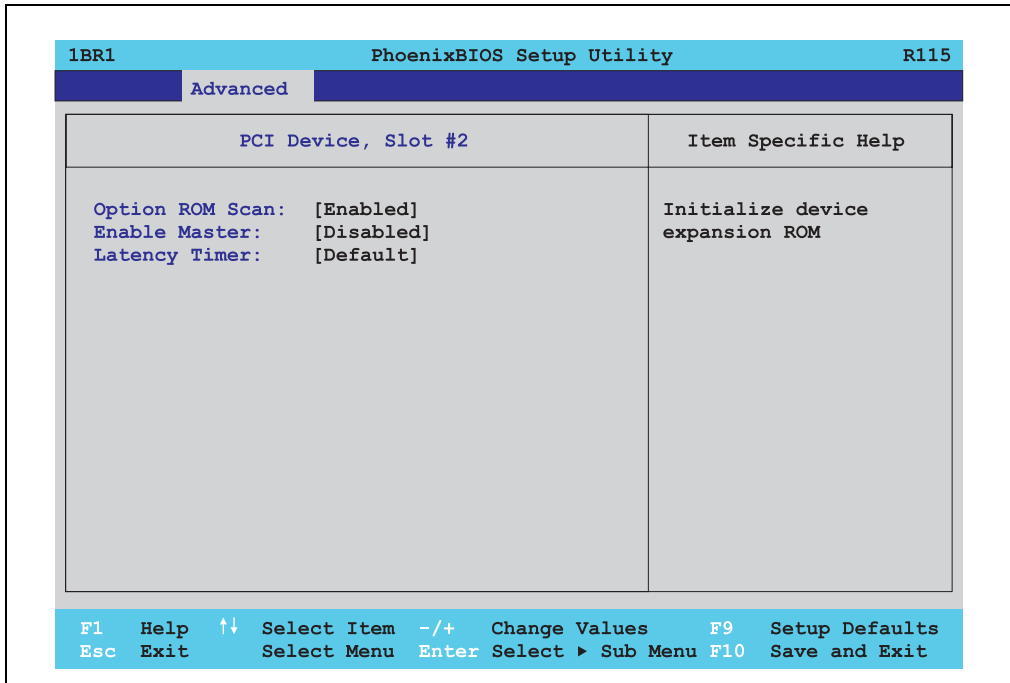 1BR1 PhoenixBIOS Setup Utility R115
Advanced
PCI Device, Slot #2 Item Specific Help
Option ROM Scan: [Enabled] Initialize device
Enable Master: [Disabled] expansion ROM
Latency Timer: [Default]
F1 Help ↑↓ Select Item -/+ Change Values F9 Setup Defaults
Esc Exit Select Menu Enter Select ▶ Sub Menu F10 Save and Exit